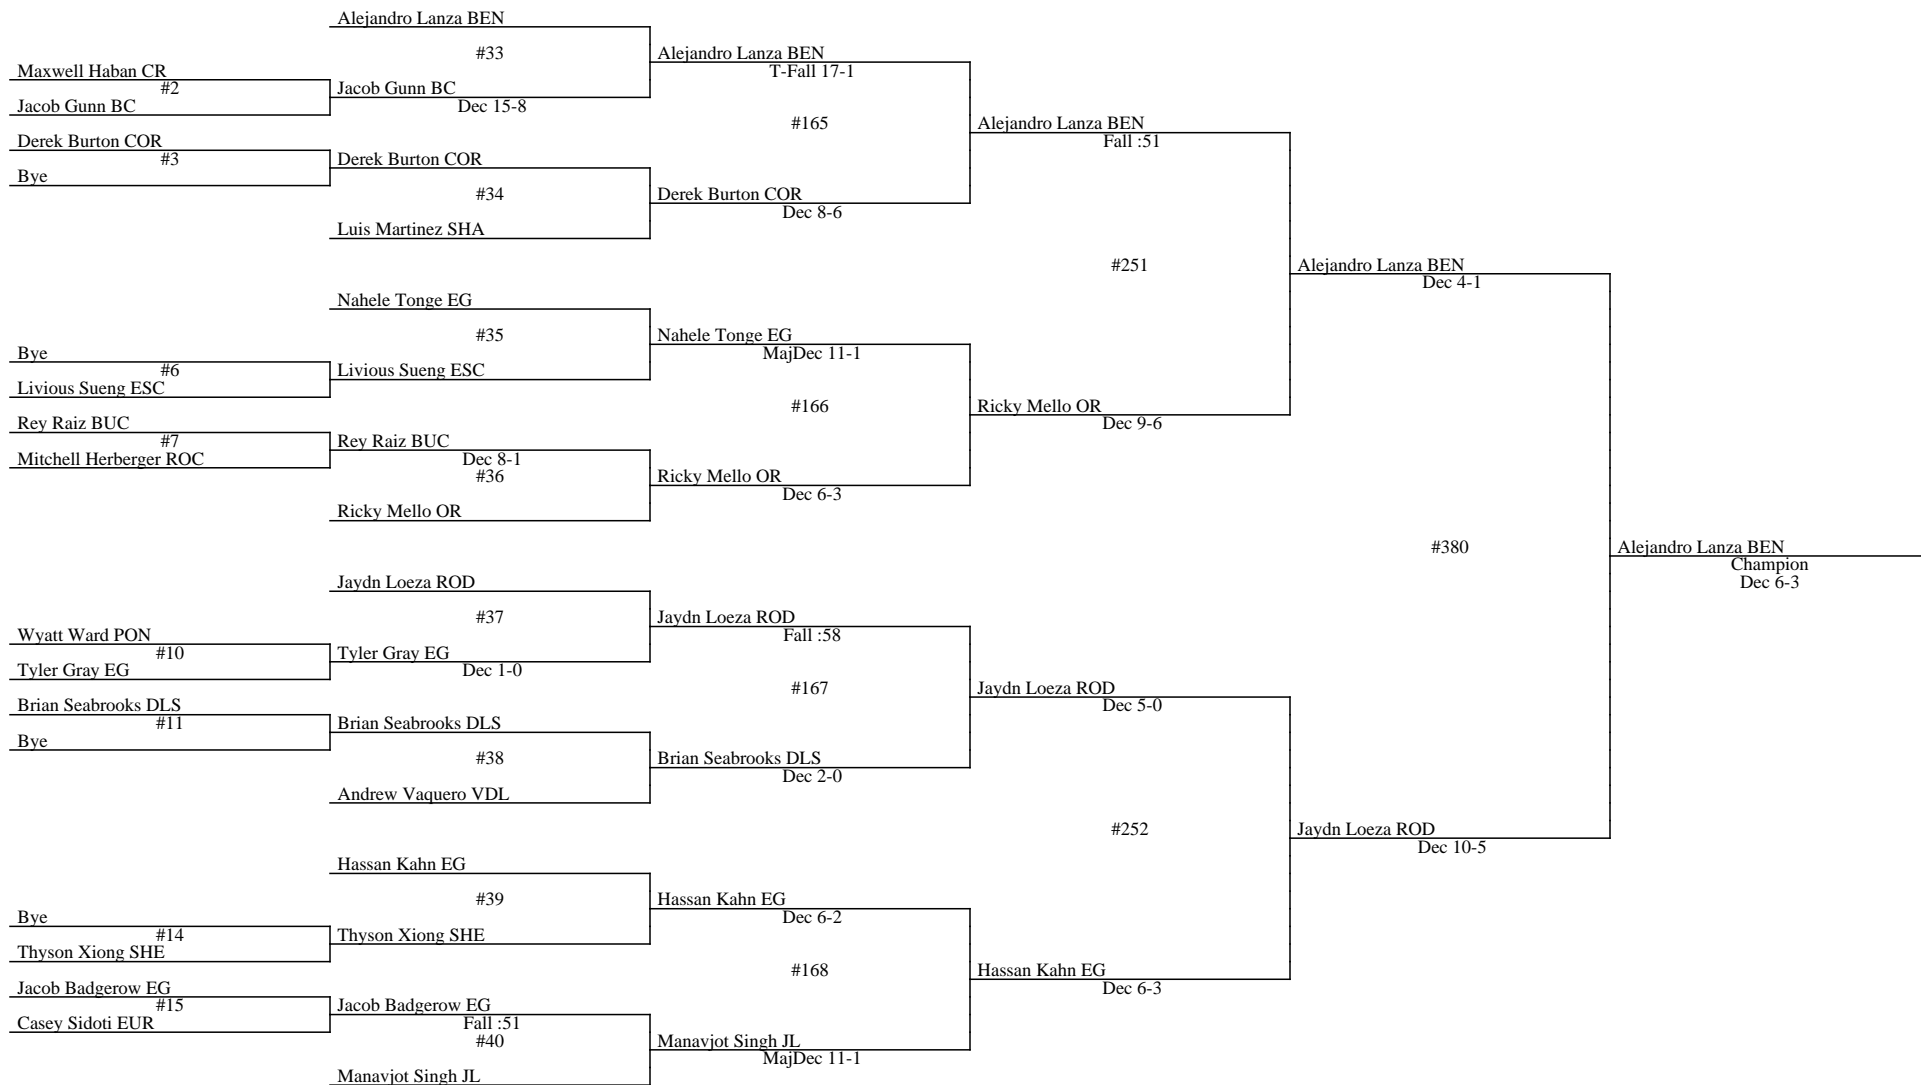 Alejandro Lanza BEN
#33
Alejandro Lanza BEN
T-Fall 17-1
Maxwell Haban CR
#2
Jacob Gunn BC
Jacob Gunn BC
Dec 15-8
#165
Alejandro Lanza BEN
Fall :51
Derek Burton COR
#3
Bye
Derek Burton COR
#34
Derek Burton COR
Dec 8-6
Luis Martinez SHA
#251
Alejandro Lanza BEN
Dec 4-1
Nahele Tonge EG
#35
Nahele Tonge EG
MajDec 11-1
Bye
#6
Livious Sueng ESC
Livious Sueng ESC
#166
Ricky Mello OR
Dec 9-6
Rey Raiz BUC
#7
Mitchell Herberger ROC
Rey Raiz BUC
Dec 8-1
#36
Ricky Mello OR
Dec 6-3
Ricky Mello OR
#380
Alejandro Lanza BEN
Champion
Dec 6-3
Jaydn Loeza ROD
#37
Jaydn Loeza ROD
Fall :58
Wyatt Ward PON
#10
Tyler Gray EG
Tyler Gray EG
Dec 1-0
#167
Jaydn Loeza ROD
Dec 5-0
Brian Seabrooks DLS
#11
Bye
Brian Seabrooks DLS
#38
Brian Seabrooks DLS
Dec 2-0
Andrew Vaquero VDL
#252
Jaydn Loeza ROD
Dec 10-5
Hassan Kahn EG
#39
Hassan Kahn EG
Dec 6-2
Bye
#14
Thyson Xiong SHE
Thyson Xiong SHE
#168
Hassan Kahn EG
Dec 6-3
Jacob Badgerow EG
#15
Casey Sidoti EUR
Jacob Badgerow EG
Fall :51
#40
Manavjot Singh JL
MajDec 11-1
Manavjot Singh JL